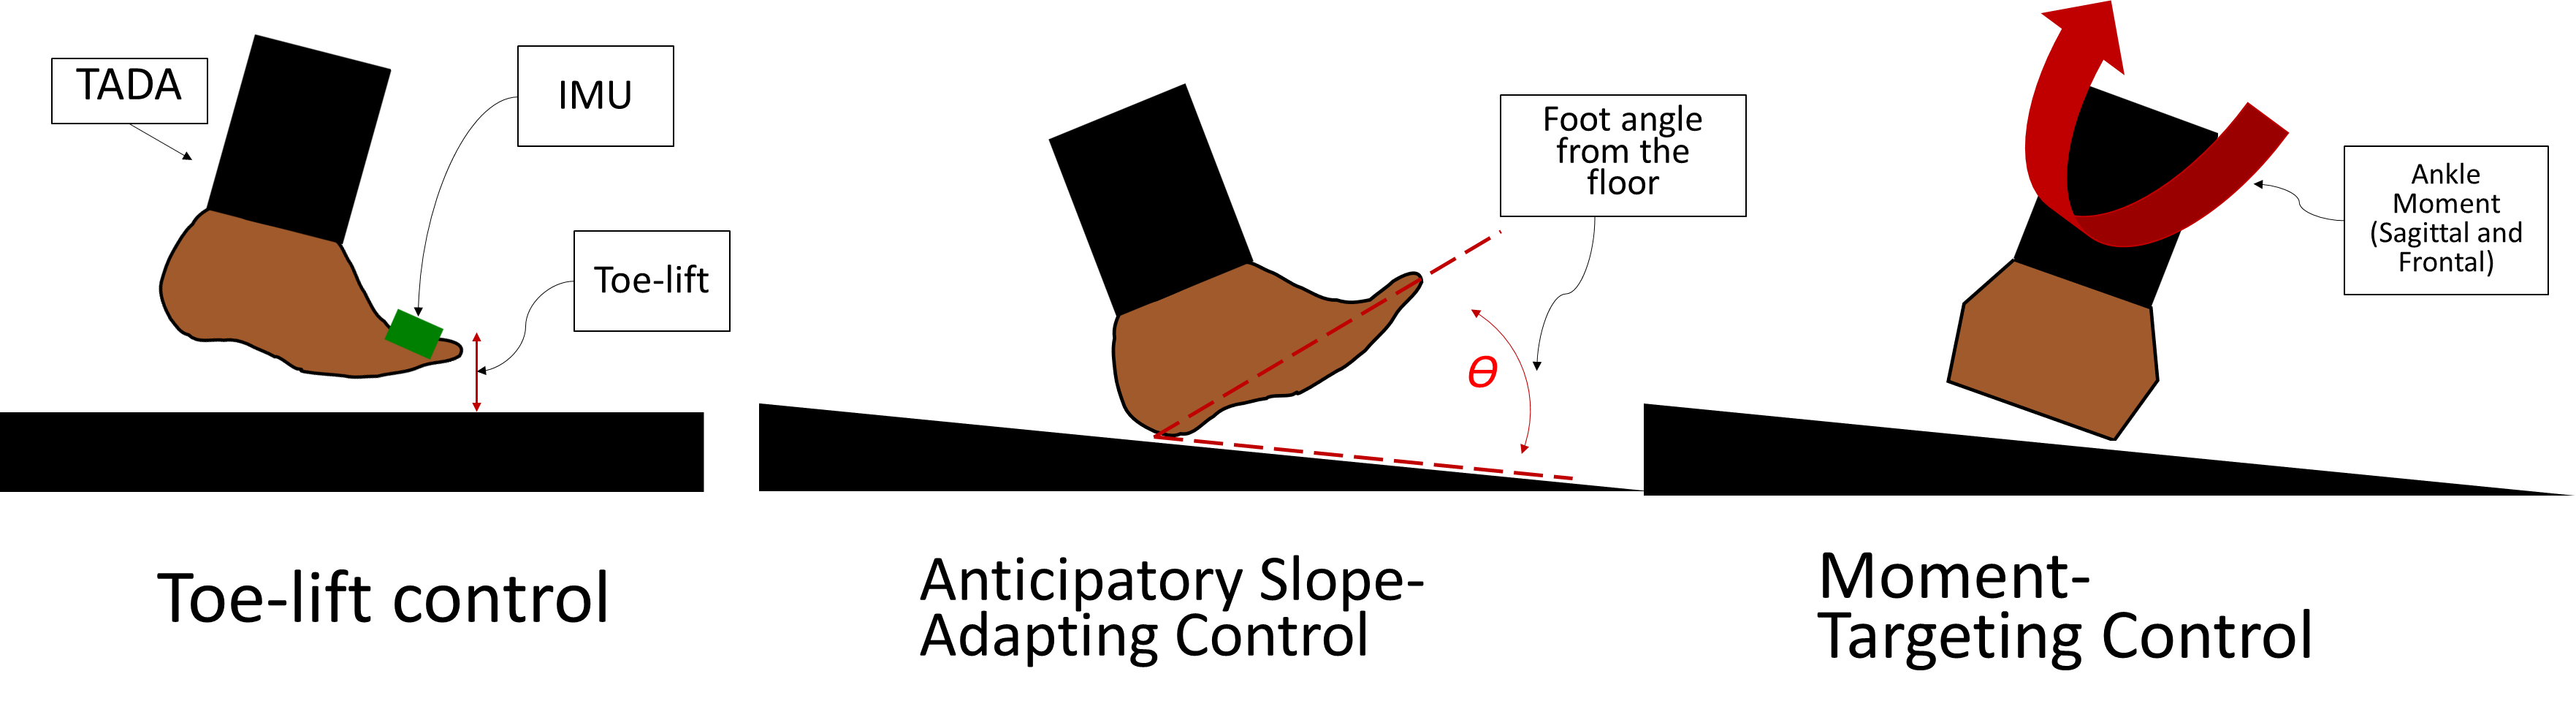 TADA
IMU
Toe-lift
Toe-lift control
Foot angle
from the
floor
θ
Anticipatory Slope-
Adapting Control
Ankle
Moment
(Sagittal and
Frontal)
Moment-
Targeting Control